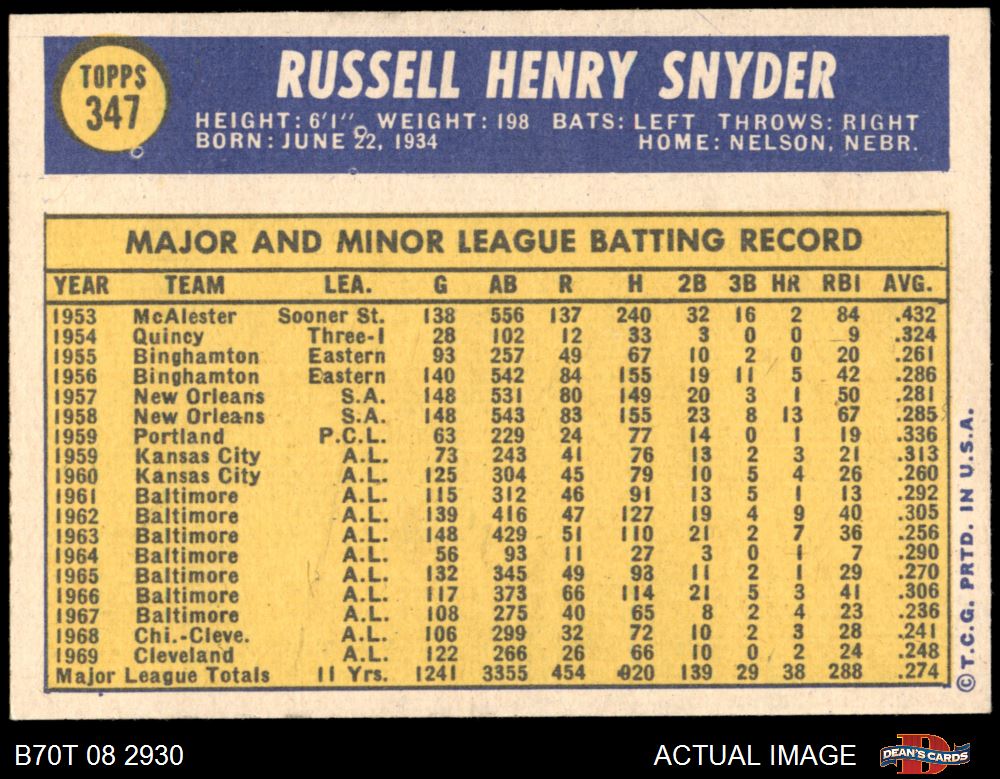 TOPPS
347
RUSSELL HENRY SNYDER
HEIGHT: 6'1" WEIGHT: 198 BATS: LEFT THROWS: RIGHT
BORN: JUNE 22, 1934 HOME: NELSON, NEBR.
MAJOR AND MINOR LEAGUE BATTING RECORD
YEAR TEAM LEA. G AB R H 2B 3B HR RBI AVG.
1953 McAlester Sooner St. 138 556 137 240 32 16 2 84 .432
1954 Quincy Three-I 28 102 12 33 3 0 0 9 .324
1955 Binghamton Eastern 93 257 49 67 10 2 0 20 .261
1956 Binghamton Eastern 140 542 84 155 19 11 5 42 .286
1957 New Orleans S.A. 148 531 80 149 20 3 1 50 .281
1958 New Orleans S.A. 148 543 83 155 23 8 13 67 .285
1959 Portland P.C.L. 63 229 24 77 14 0 1 19 .336
1959 Kansas City A.L. 73 243 41 76 13 2 3 21 .313
1960 Kansas City A.L. 125 304 45 79 10 5 4 26 .260
1961 Baltimore A.L. 115 312 46 91 13 5 1 13 .292
1962 Baltimore A.L. 139 416 47 127 19 4 9 40 .305
1963 Baltimore A.L. 148 429 51 110 21 2 7 36 .256
1964 Baltimore A.L. 56 93 11 27 3 0 1 7 .290
1965 Baltimore A.L. 132 345 49 93 11 2 1 29 .270
1966 Baltimore A.L. 117 373 66 114 21 5 3 41 .306
1967 Baltimore A.L. 108 275 40 65 8 2 4 23 .236
1968 Chi.-Cleve. A.L. 106 299 32 72 10 2 3 28 .241
1969 Cleveland A.L. 122 266 26 66 10 0 2 24 .248
Major League Totals 11 Yrs. 1241 3355 454 920 139 29 38 288 .274
© T.C.G. PRTD. IN U.S.A.
B70T 08 2930 ACTUAL IMAGE
DEAN'S CARDS